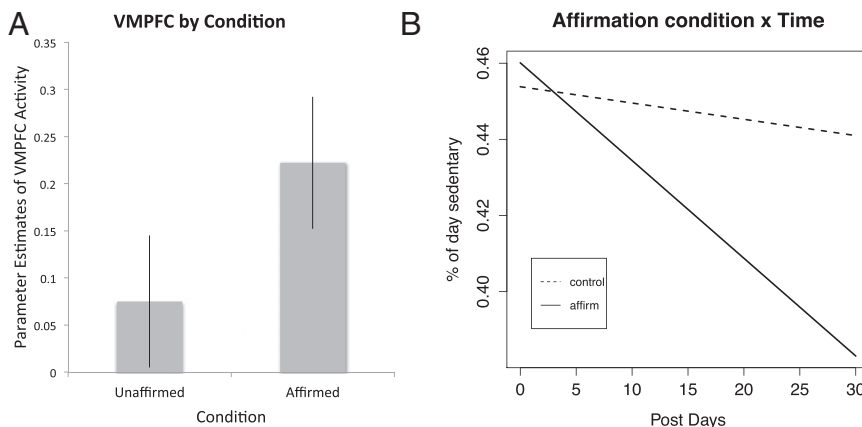 A
VMPFC by Condition
Parameter Estimates of VMPFC Activity
0.35
0.3
0.25
0.2
0.15
0.1
0.05
0
Unaffirmed
Affirmed
Condition
B
Affirmation condition x Time
% of day sedentary
0.46
0.44
0.42
0.40
control
affirm
0
5
10
15
20
25
30
Post Days